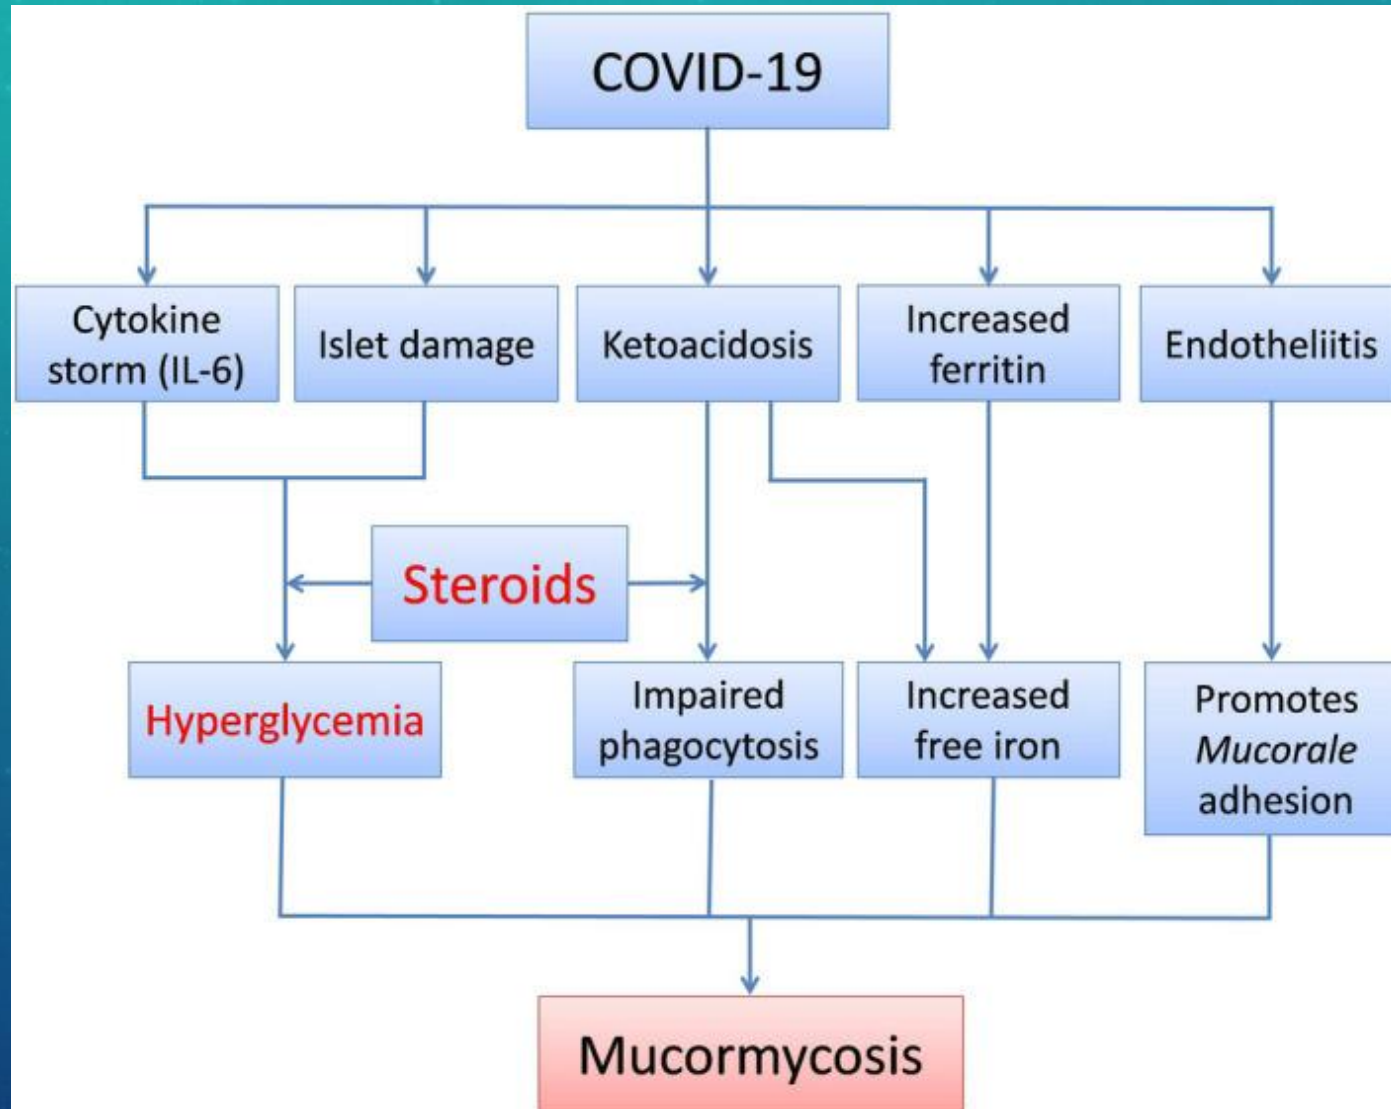 COVID-19
Cytokine
storm (IL-6)
Islet damage
Ketoacidosis
Increased
ferritin
Endotheliitis
Steroids
Hyperglycemia
Impaired
phagocytosis
Increased
free iron
Promotes
Mucorale
adhesion
Mucormycosis